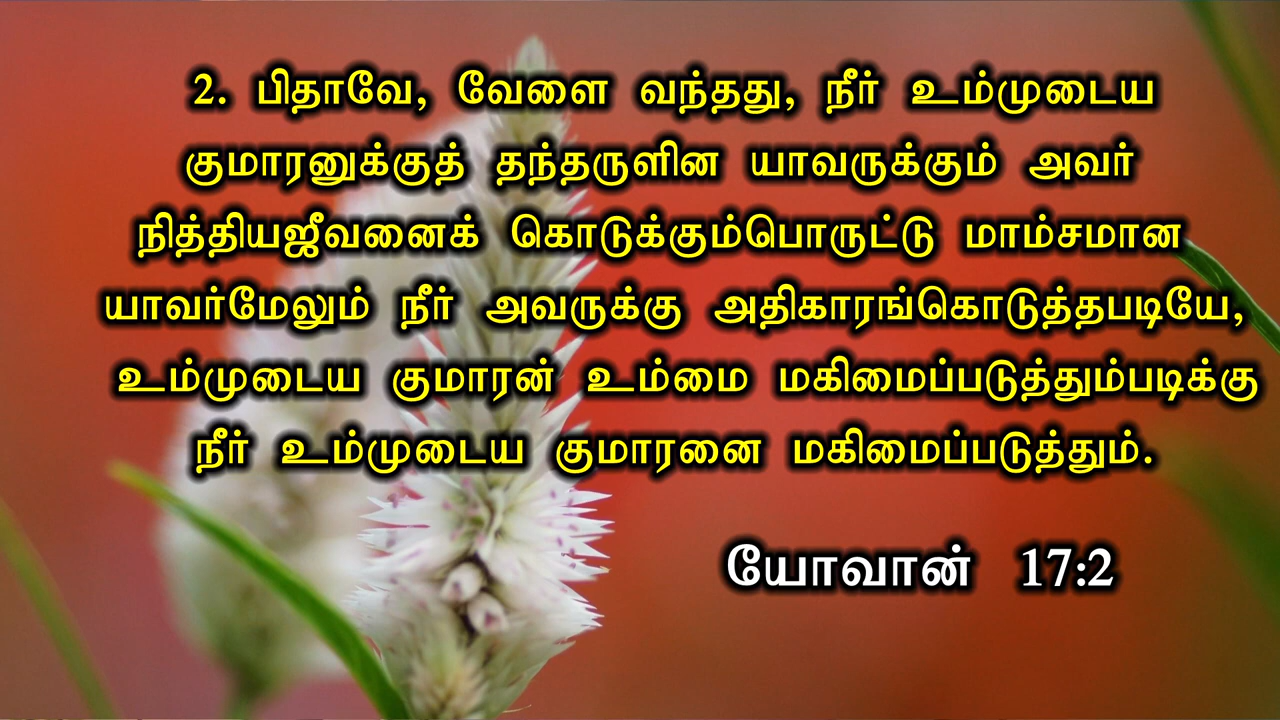 2. பிதாவே, வேளை வந்தது, நீர் உம்முடைய
குமாரனுக்குத் தந்தருளின யாவருக்கும் அவர்
நித்தியஜீவனைக் கொடுக்கும்பொருட்டு மாம்சமான
யாவர்மேலும் நீர் அவருக்கு அதிகாரங்கொடுத்தபடியே,
உம்முடைய குமாரன் உம்மை மகிமைப்படுத்தும்படிக்கு
நீர் உம்முடைய குமாரனை மகிமைப்படுத்தும்.
யோவான் 17:2